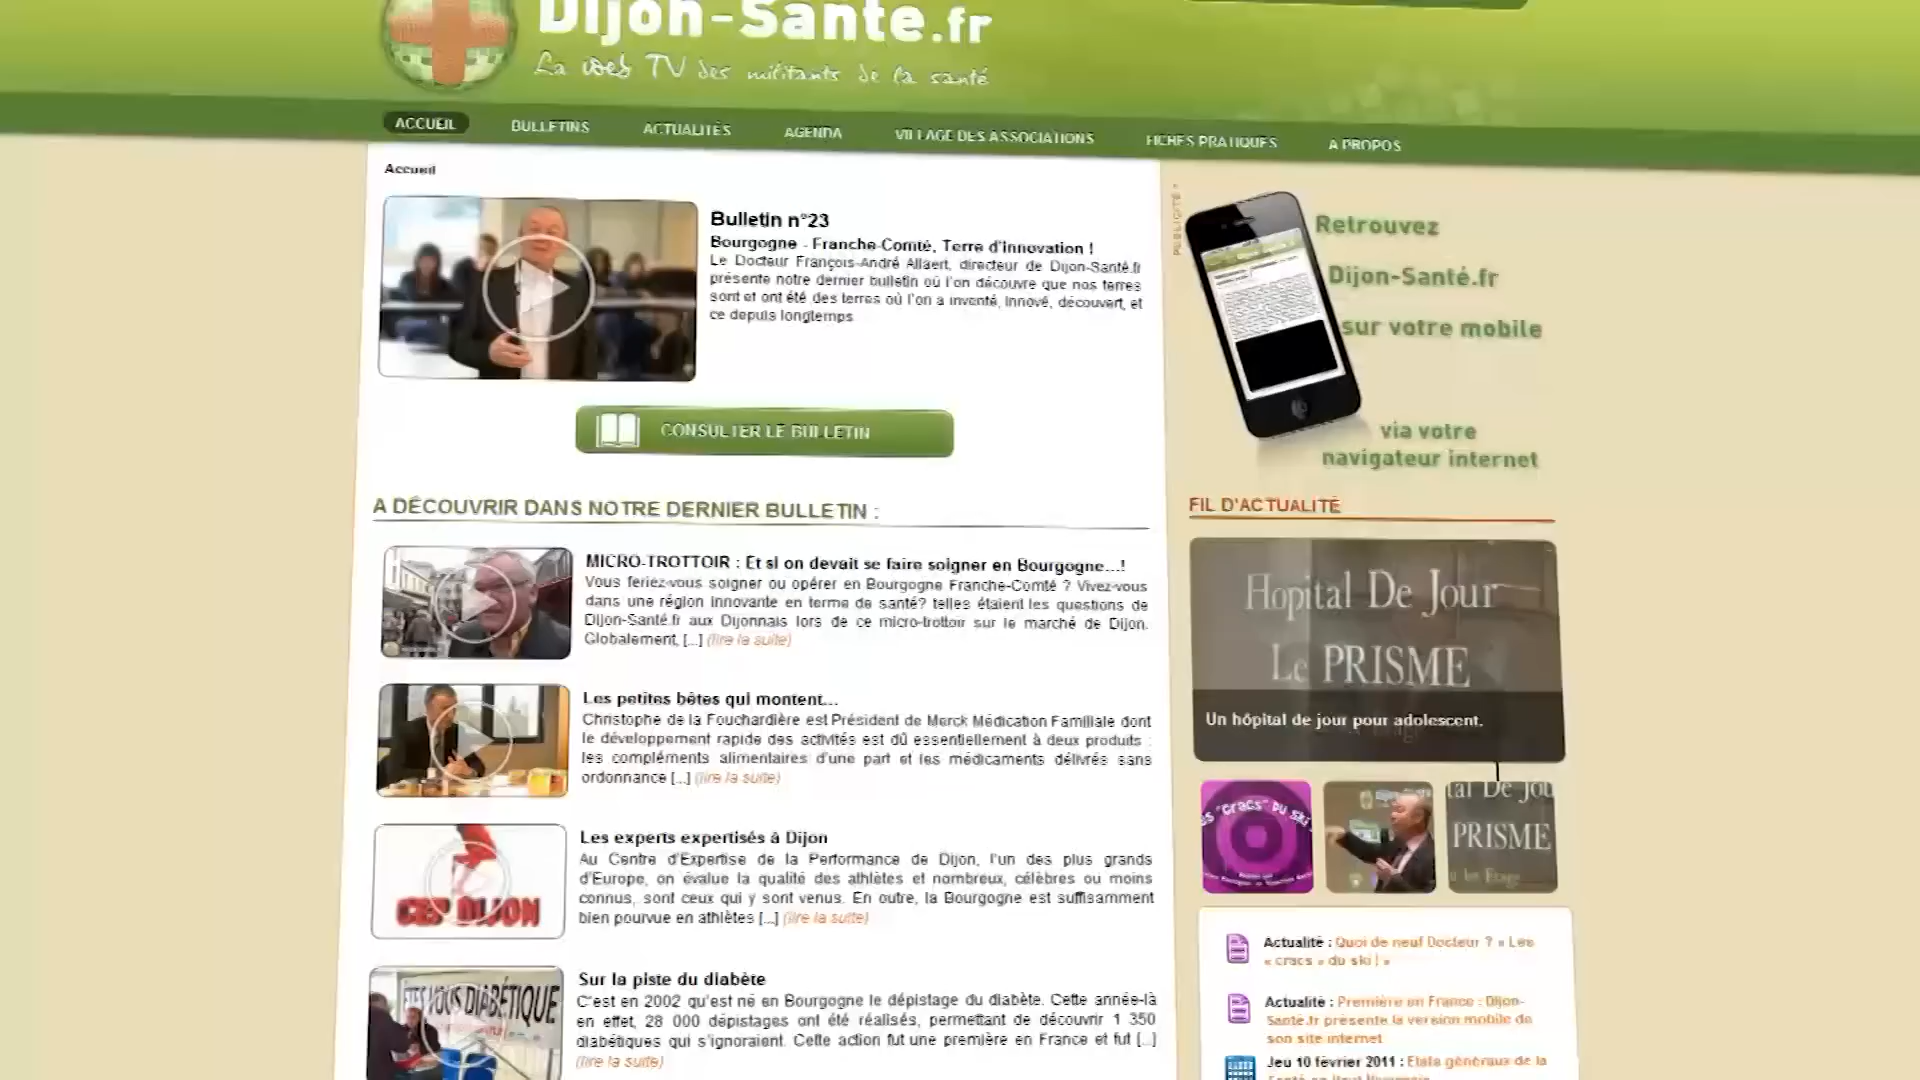 Dijon-Santé.fr
La web TV des militants de la santé
ACCUEIL BULLETINS ACTUALITÉS AGENDA VILLAGE DES ASSOCIATIONS FICHES PRATIQUES A PROPOS
Accueil
Bulletin n°23
Bourgogne - Franche-Comté, Terre d'innovation !
Le Docteur François-André Allaert, directeur de Dijon-Santé.fr
présente notre dernier bulletin où l'on découvre que nos terres
sont et ont été des terres où l'on a inventé, innové, découvert, et
ce depuis longtemps
CONSULTER LE BULLETIN
PUBLICITÉ
Retrouvez
Dijon-Santé.fr
sur votre mobile
via votre
navigateur internet
A DÉCOUVRIR DANS NOTRE DERNIER BULLETIN :
MICRO-TROTTOIR : Et si on devait se faire soigner en Bourgogne...!
Vous feriez-vous soigner ou opérer en Bourgogne Franche-Comté ? Vivez-vous
dans une région innovante en terme de santé? telles étaient les questions de
Dijon-Santé.fr aux Dijonnais lors de ce micro-trottoir sur le marché de Dijon.
Globalement, [...] (lire la suite)
Les petites bêtes qui montent...
Christophe de la Fouchardière est Président de Merck Médication Familiale dont
le développement rapide des activités est dû essentiellement à deux produits :
les compléments alimentaires d'une part et les médicaments délivrés sans
ordonnance [...] (lire la suite)
CEP DIJON
Les experts expertisés à Dijon
Au Centre d'Expertise de la Performance de Dijon, l'un des plus grands
d'Europe, on évalue la qualité des athlètes et nombreux, célèbres ou moins
connus, sont ceux qui y sont venus. En outre, la Bourgogne est suffisamment
bien pourvue en athlètes [...] (lire la suite)
ÊTES VOUS DIABÉTIQUE
Sur la piste du diabète
C'est en 2002 qu'est né en Bourgogne le dépistage du diabète. Cette année-là
en effet, 28 000 dépistages ont été réalisés, permettant de découvrir 1 350
diabétiques qui s'ignoraient. Cette action fut une première en France et fut [...]
(lire la suite)
FIL D'ACTUALITÉ
Hopital De Jour
Le PRISME
Un hôpital de jour pour adolescent.
"cracs" du ski
tal De Jou
PRISME
Actualité : Quoi de neuf Docteur ? « Les
« cracs » du ski ! »
Actualité : Première en France : Dijon-
Santé.fr présente la version mobile de
son site internet
Jeu 10 février 2011 : Etats généraux de la